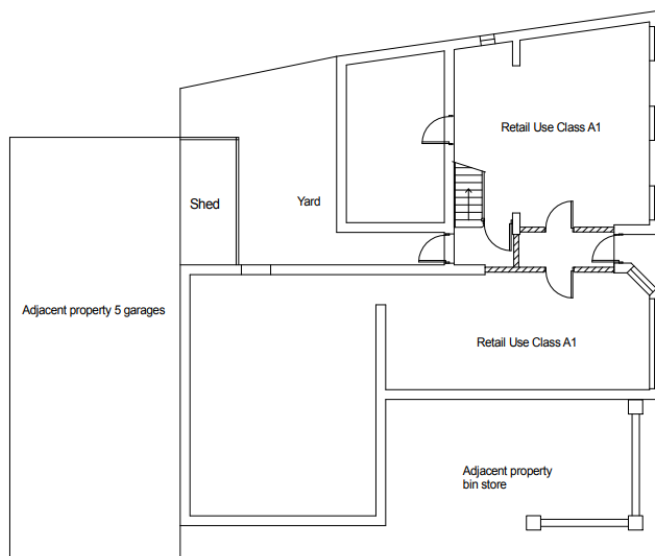 Retail Use Class A1
Shed
Yard
Adjacent property 5 garages
Retail Use Class A1
Adjacent property
bin store